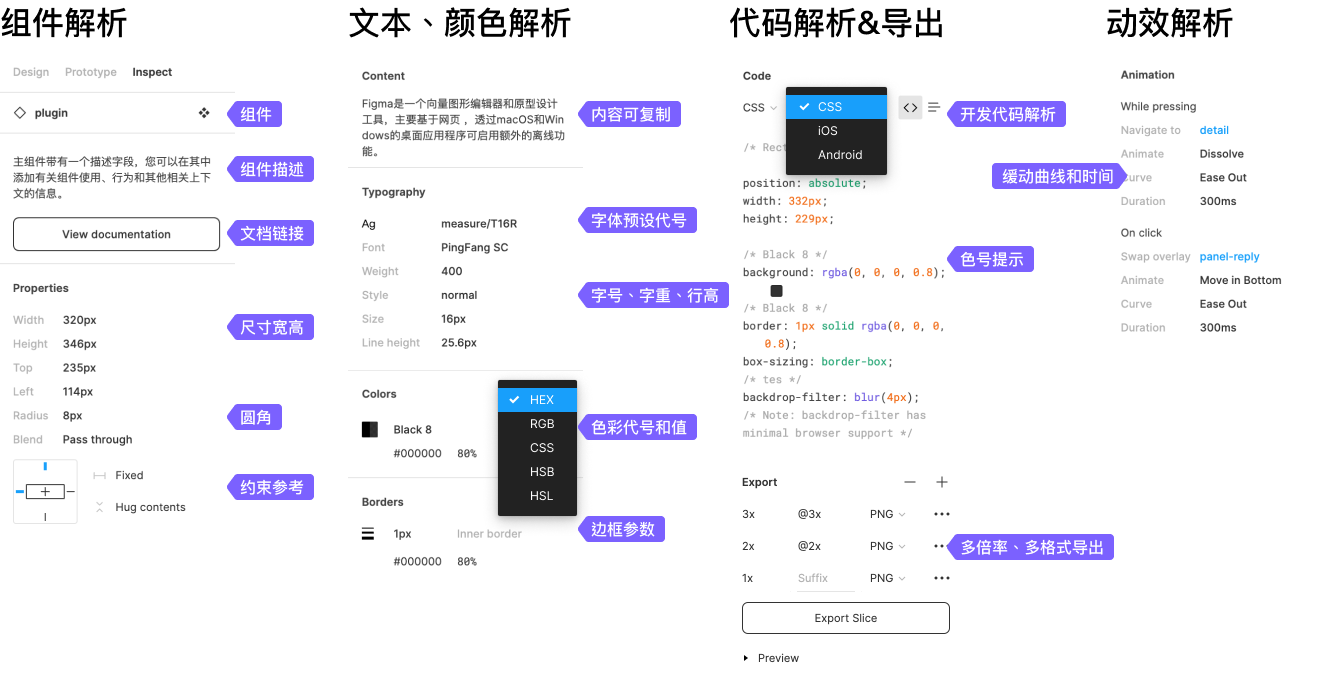 组件解析
Design Prototype Inspect
plugin
组件
主组件带有一个描述字段，您可以在其中
添加有关组件使用、行为和其他相关上下
文的信息。
组件描述
View documentation
文档链接
Properties
Width 320px
Height 346px
尺寸宽高
Top 235px
Left 114px
Radius 8px
圆角
Blend Pass through
Fixed
Hug contents
约束参考
文本、颜色解析
Content
Figma是一个向量图形编辑器和原型设计
工具，主要基于网页 ，透过macOS和Win
dows的桌面应用程序可启用额外的离线功
能。
内容可复制
Typography
Ag measure/T16R
字体预设代号
Font PingFang SC
Weight 400
Style normal
字号、字重、行高
Size 16px
Line height 25.6px
Colors
HEX
RGB
CSS
HSB
HSL
Black 8
#000000 80%
色彩代号和值
Borders
1px Inner border
边框参数
#000000 80%
代码解析&导出
Code
CSS
CSS
iOS
Android
<>
开发代码解析
/* Rect
position: absolute;
width: 332px;
height: 229px;
/* Black 8 */
background: rgba(0, 0, 0, 0.8);
色号提示
/* Black 8 */
border: 1px solid rgba(0, 0, 0,
0.8);
box-sizing: border-box;
/* tes */
backdrop-filter: blur(4px);
/* Note: backdrop-filter has
minimal browser support */
Export
3x @3x PNG
2x @2x PNG
多倍率、多格式导出
1x Suffix PNG
Export Slice
Preview
动效解析
Animation
While pressing
Navigate to detail
Animate Dissolve
缓动曲线和时间
urve Ease Out
Duration 300ms
On click
Swap overlay panel-reply
Animate Move in Bottom
Curve Ease Out
Duration 300ms